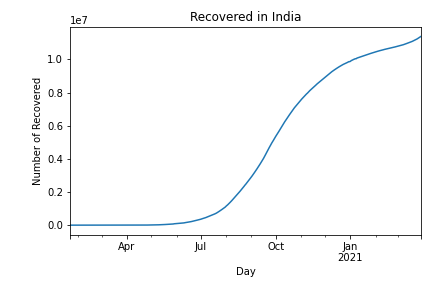 Recovered in India
1e7
1.0
0.8
0.6
0.4
0.2
0.0
Number of Recovered
Apr
Jul
Oct
Jan
2021
Day